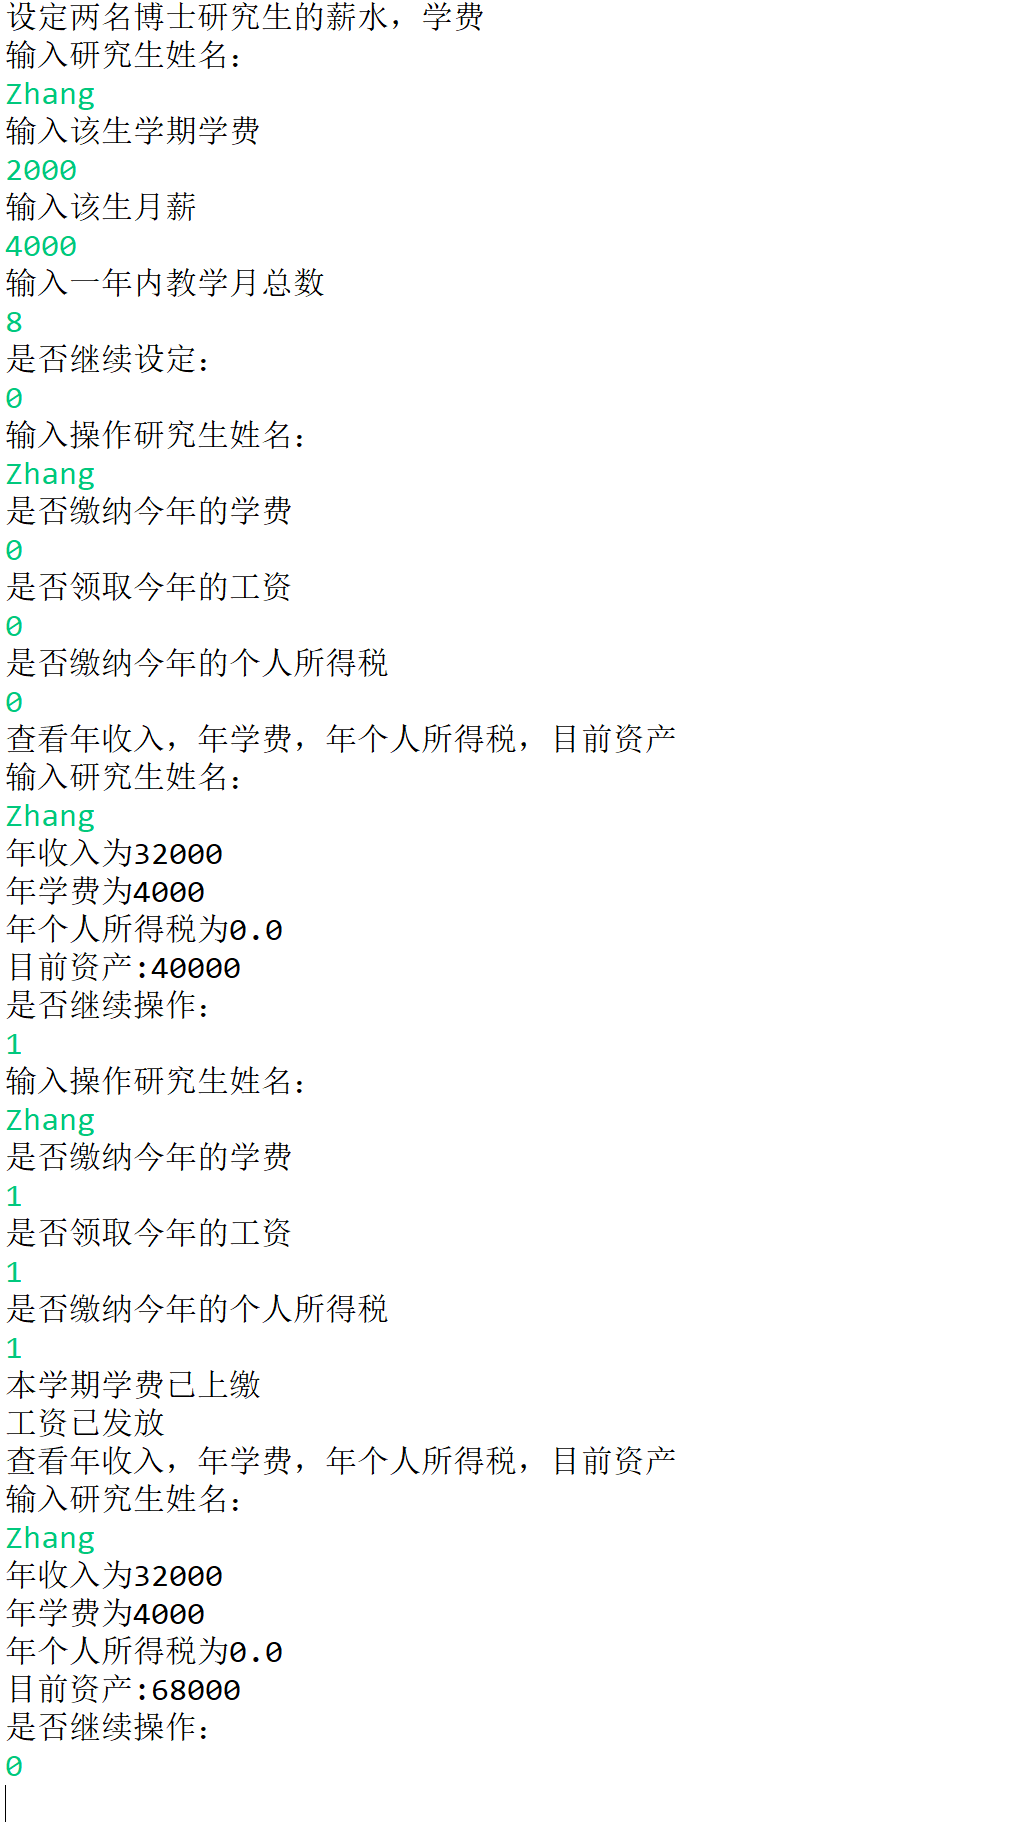 设定两名博士研究生的薪水，学费
输入研究生姓名：
Zhang
输入该生学期学费
2000
输入该生月薪
4000
输入一年内教学月总数
8
是否继续设定：
0
输入操作研究生姓名：
Zhang
是否缴纳今年的学费
0
是否领取今年的工资
0
是否缴纳今年的个人所得税
0
查看年收入，年学费，年个人所得税，目前资产
输入研究生姓名：
Zhang
年收入为32000
年学费为4000
年个人所得税为0.0
目前资产:40000
是否继续操作：
1
输入操作研究生姓名：
Zhang
是否缴纳今年的学费
1
是否领取今年的工资
1
是否缴纳今年的个人所得税
1
本学期学费已上缴
工资已发放
查看年收入，年学费，年个人所得税，目前资产
输入研究生姓名：
Zhang
年收入为32000
年学费为4000
年个人所得税为0.0
目前资产:68000
是否继续操作：
0